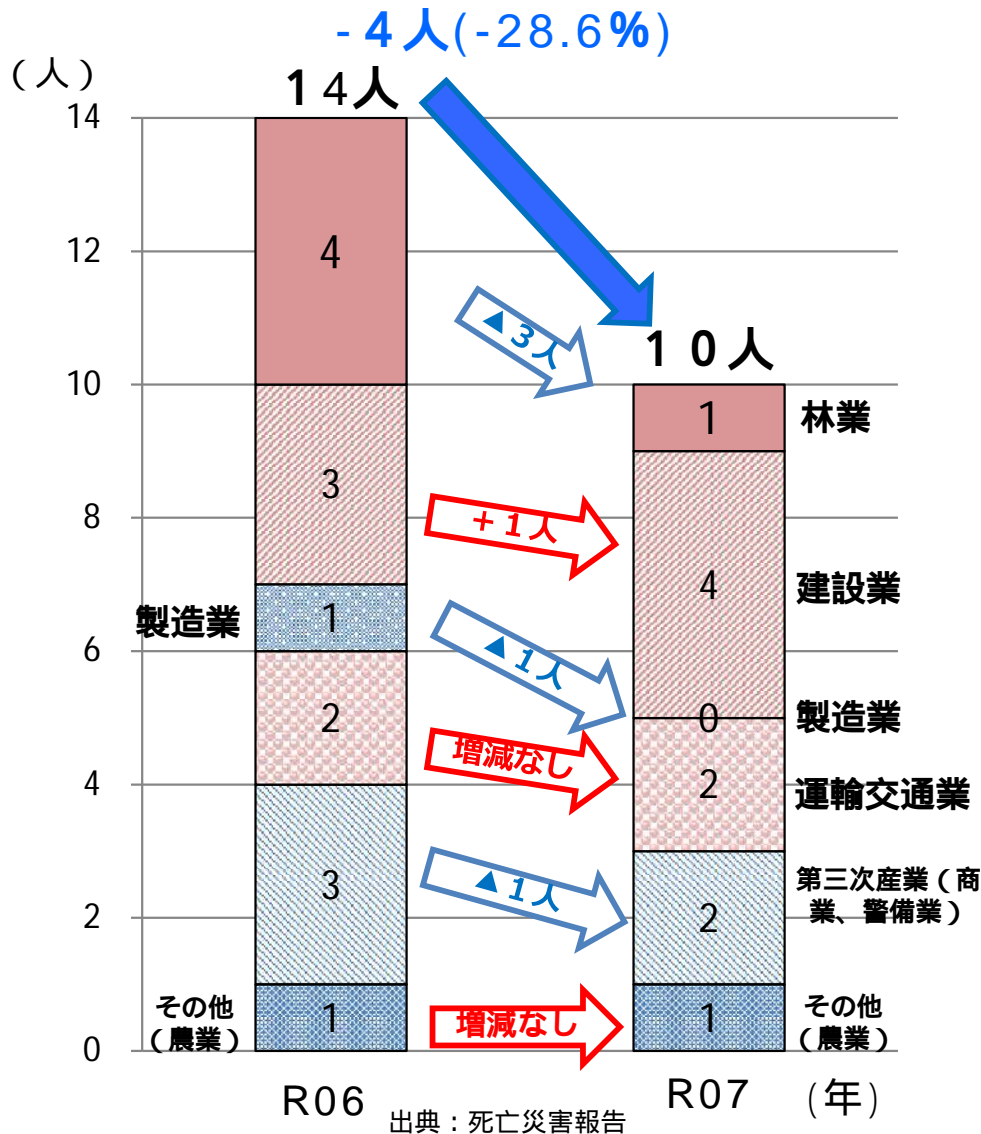 -４人(-28.6%)
（人）
１4人
14
12
10
8
6
4
2
0
4
3
製造業
1
2
3
その他
（農業）
1
▲3人
＋１人
▲1人
増減なし
▲1人
増減なし
１０人
1
林業
4
建設業
0
製造業
2
運輸交通業
2
第三次産業（商
業、警備業）
1
その他
（農業）
R06
R07
(年)
出典：死亡災害報告